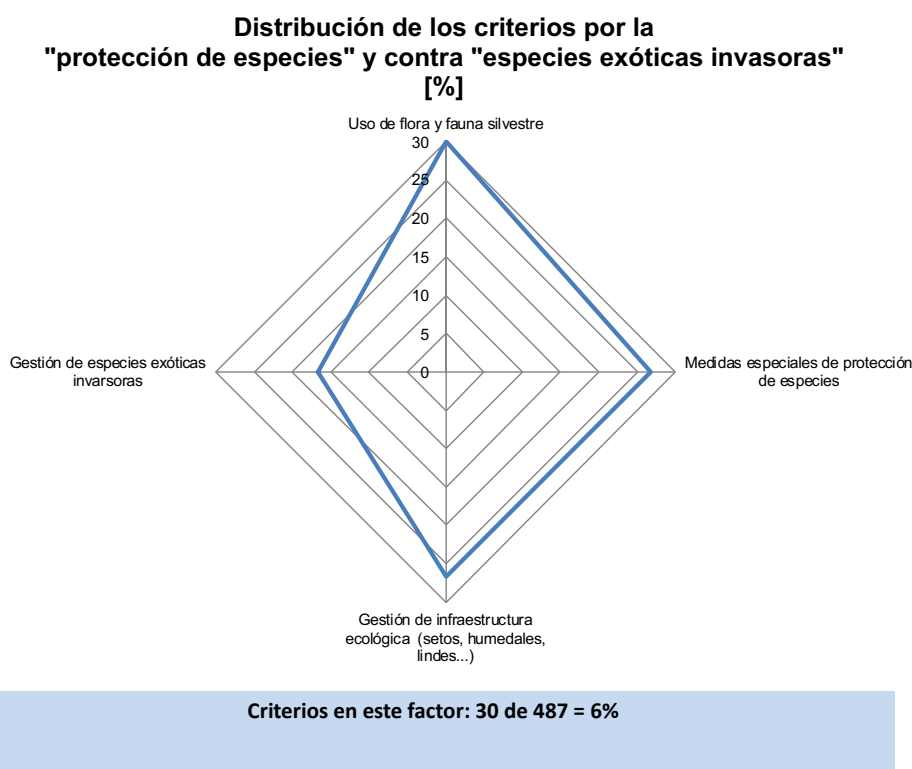 Distribución de los criterios por la
"protección de especies" y contra "especies exóticas invasoras"
[%]
Uso de flora y fauna silvestre
30
25
20
15
10
5
0
Gestión de especies exóticas
invarsoras
Medidas especiales de protección
de especies
Gestión de infraestructura
ecológica (setos, humedales,
lindes...)
Criterios en este factor: 30 de 487 = 6%